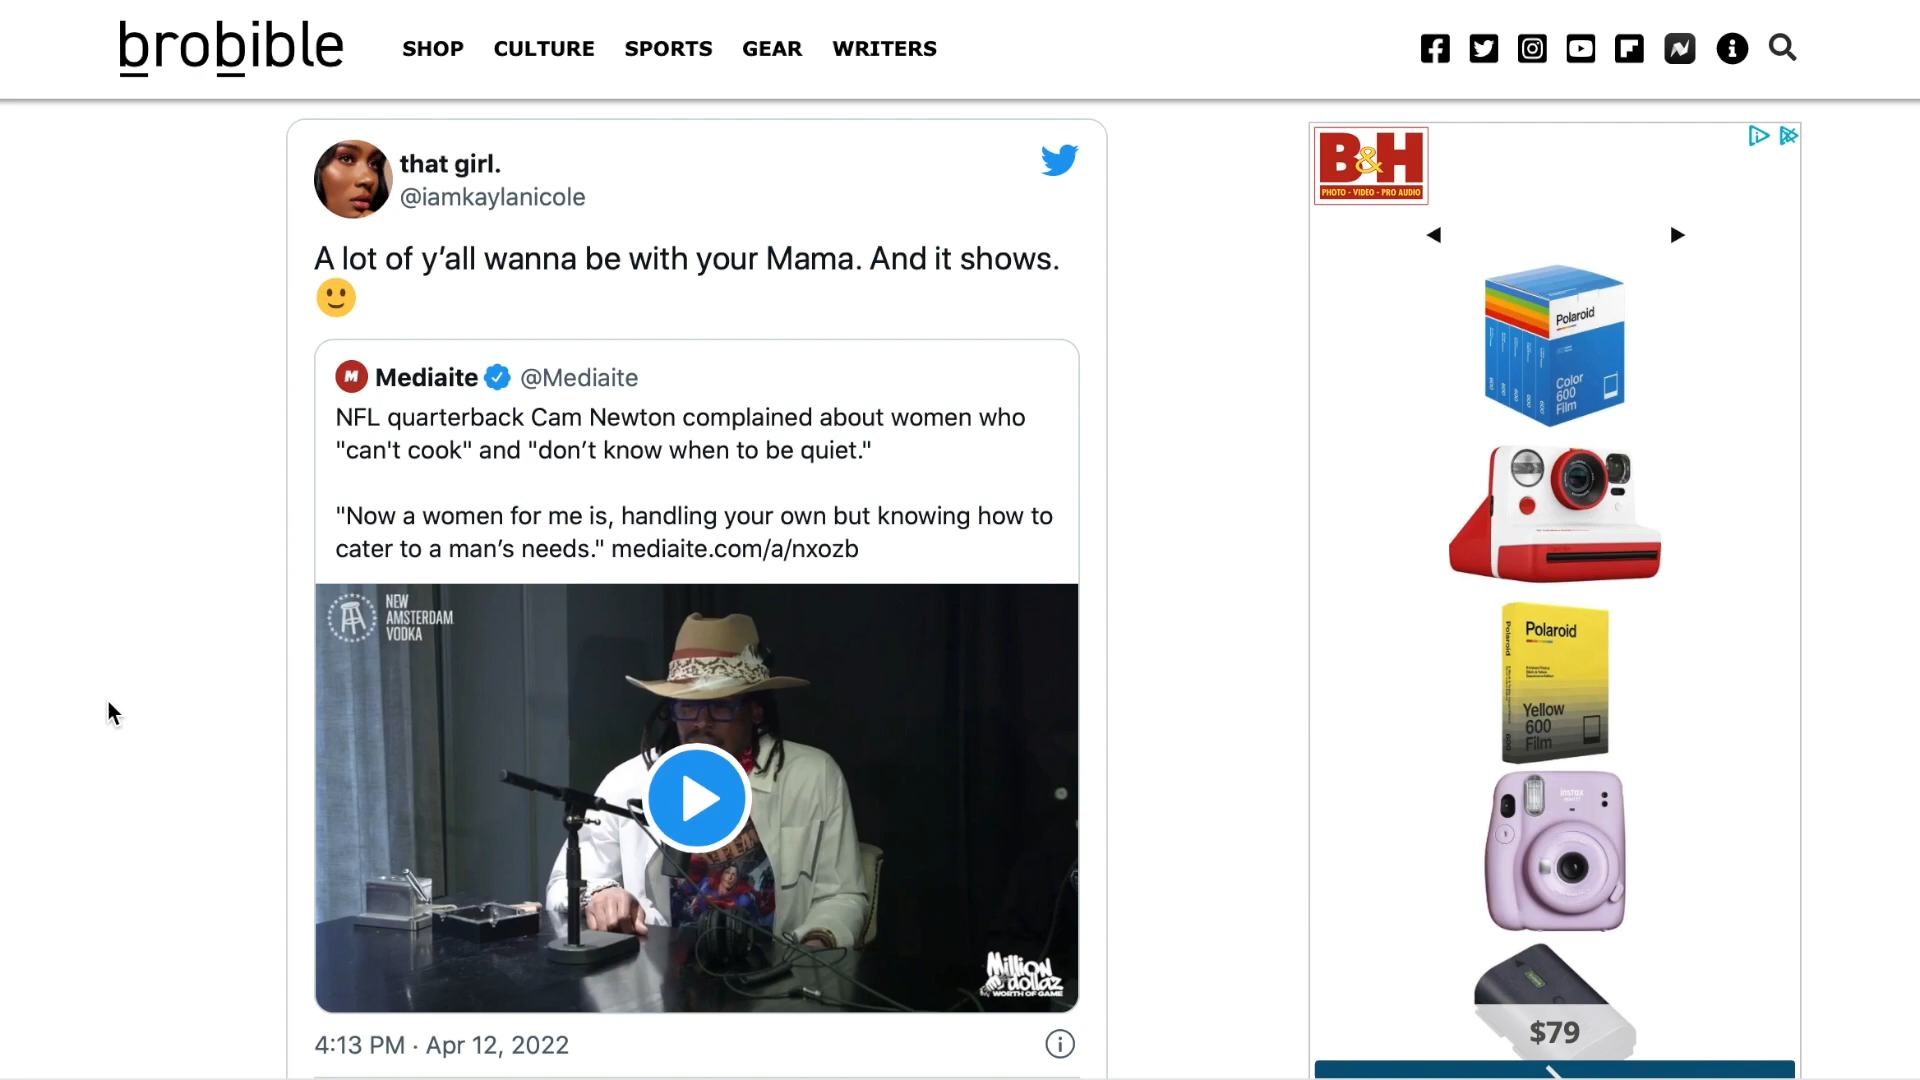 brobible
SHOP CULTURE SPORTS GEAR WRITERS
that girl.
@iamkaylanicole
A lot of y’all wanna be with your Mama. And it shows.
Mediaite @Mediaite
NFL quarterback Cam Newton complained about women who
"can't cook" and "don’t know when to be quiet."
"Now a women for me is, handling your own but knowing how to
cater to a man’s needs." mediaite.com/a/nxozb
NEW
AMSTERDAM
VODKA
Million
dollaz
WORTH OF GAME
4:13 PM · Apr 12, 2022
B&H
PHOTO - VIDEO - PRO AUDIO
Polaroid
Color
600
Film
Polaroid
Polaroid
Yellow
600
Film
instax
$79